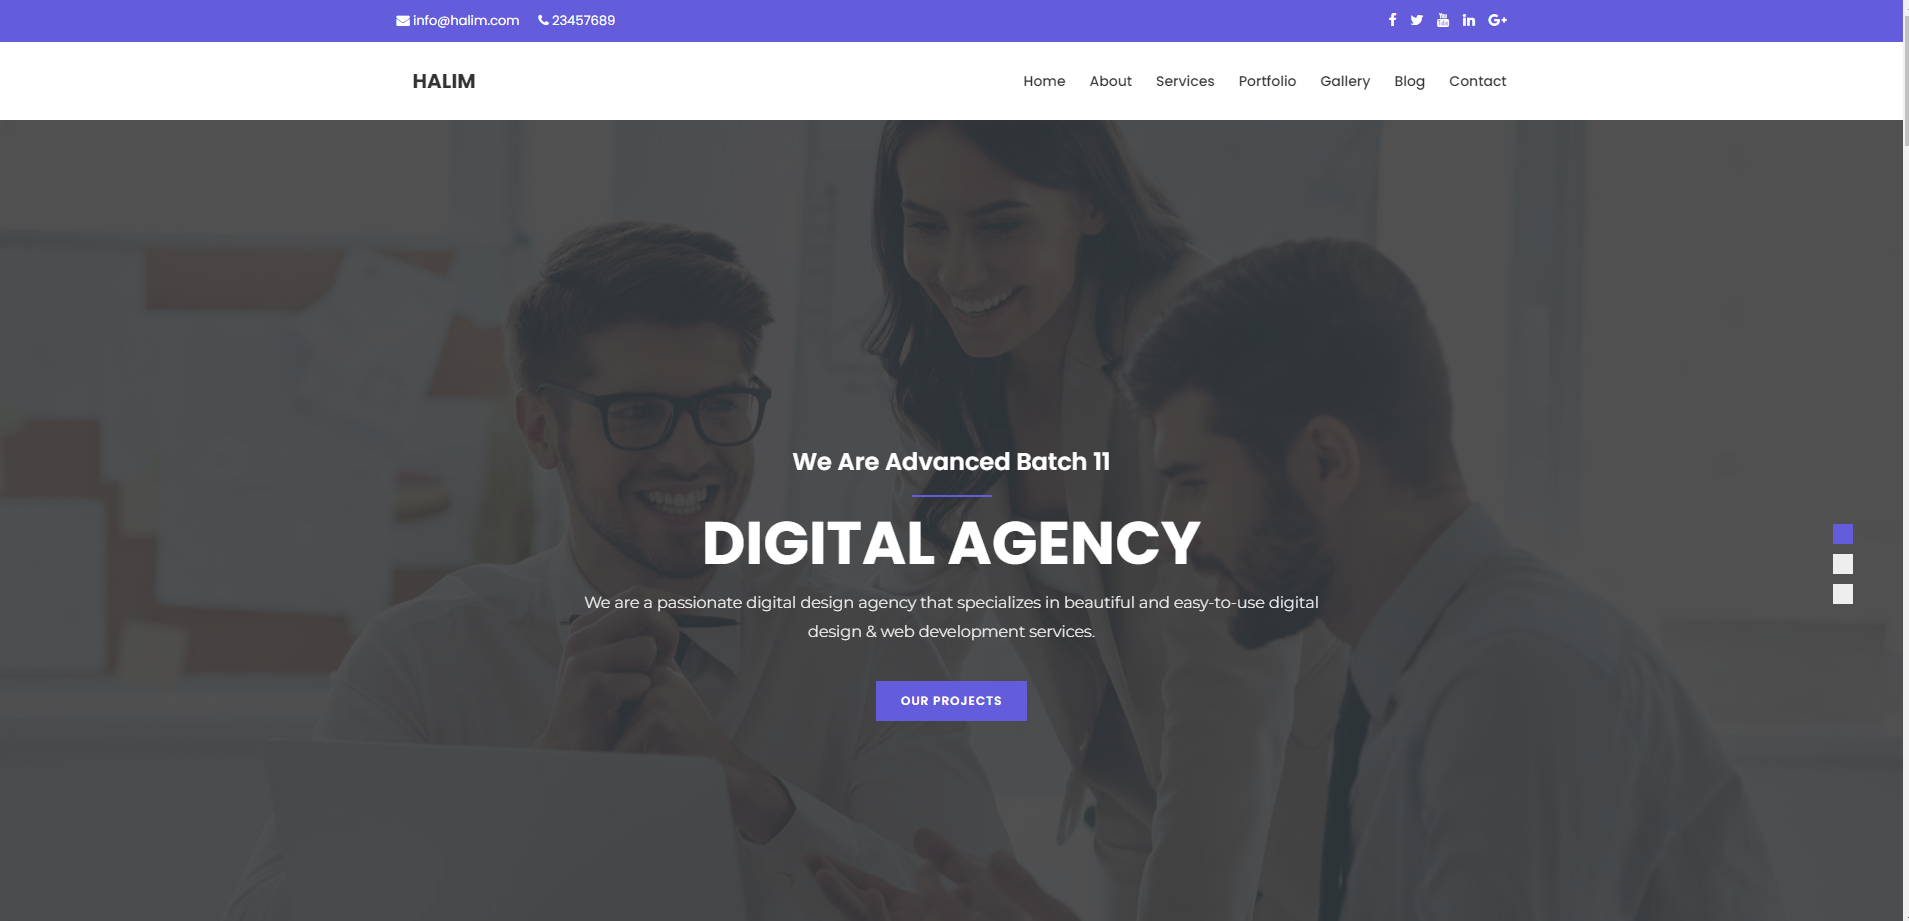 info@halim.com 23457689
HALIM
Home About Services Portfolio Gallery Blog Contact
We Are Advanced Batch 11
DIGITAL AGENCY
We are a passionate digital design agency that specializes in beautiful and easy-to-use digital
design & web development services.
OUR PROJECTS